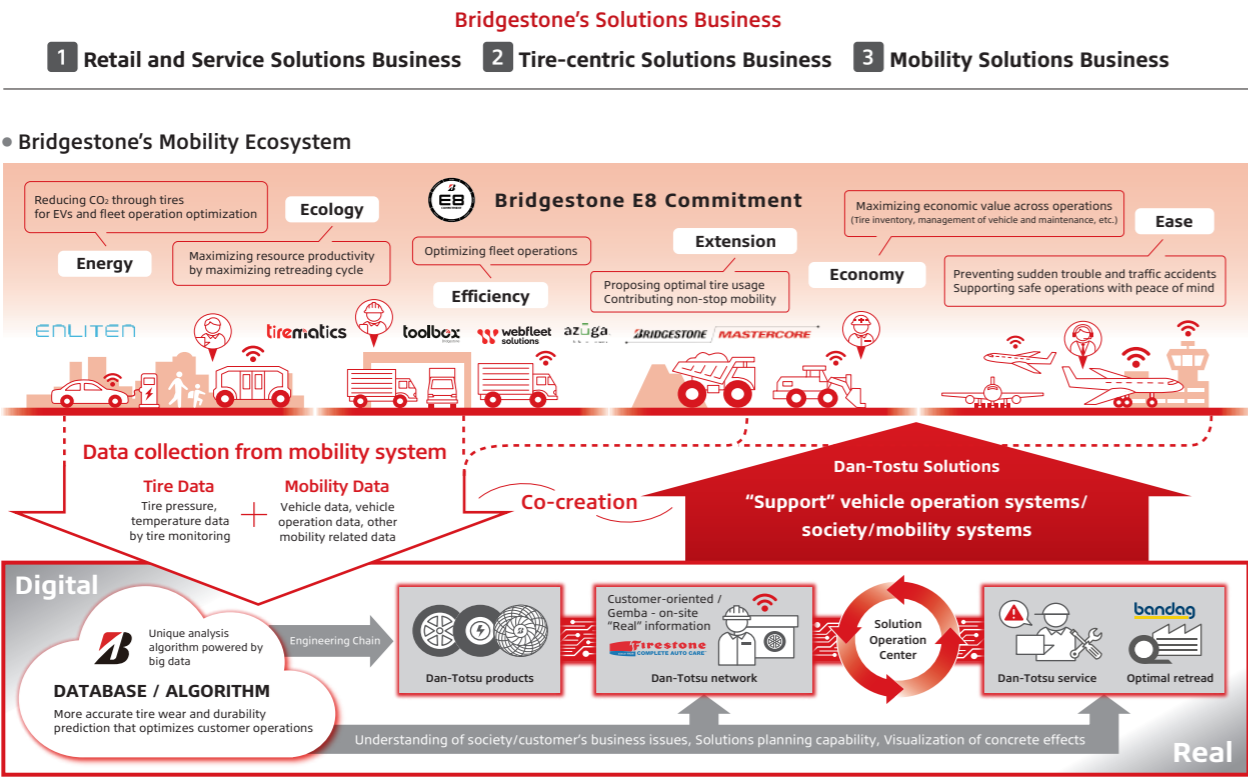 Bridgestone's Solutions Business
1 Retail and Service Solutions Business 2 Tire-centric Solutions Business 3 Mobility Solutions Business
• Bridgestone's Mobility Ecosystem
Reducing CO₂ through tires
for EVs and fleet operation optimization
Energy
Ecology
Maximizing resource productivity
by maximizing retreading cycle
E8
Bridgestone E8 Commitment
Optimizing fleet operations
Efficiency
Extension
Proposing optimal tire usage
Contributing non-stop mobility
Maximizing economic value across operations
(Tire inventory, management of vehicle and maintenance, etc.)
Economy
Ease
Preventing sudden trouble and traffic accidents
Supporting safe operations with peace of mind
ENLITEN
tirematics
toolbox
webfleet
solutions
azuga
BRIDGESTONE MASTERCORE
Data collection from mobility system
Tire Data
Tire pressure,
temperature data
by tire monitoring
Mobility Data
Vehicle data, vehicle
operation data, other
mobility related data
Co-creation
Dan-Tostu Solutions
"Support" vehicle operation systems/
society/mobility systems
Digital
Unique analysis
algorithm powered by
big data
DATABASE / ALGORITHM
More accurate tire wear and durability
prediction that optimizes customer operations
Engineering Chain
Dan-Totsu products
Customer-oriented /
Gemba - on-site
"Real" information
Firestone
COMPLETE AUTO CARE
Dan-Totsu network
Solution
Operation
Center
Dan-Totsu service
bandag
Optimal retread
Understanding of society/customer's business issues, Solutions planning capability, Visualization of concrete effects
Real